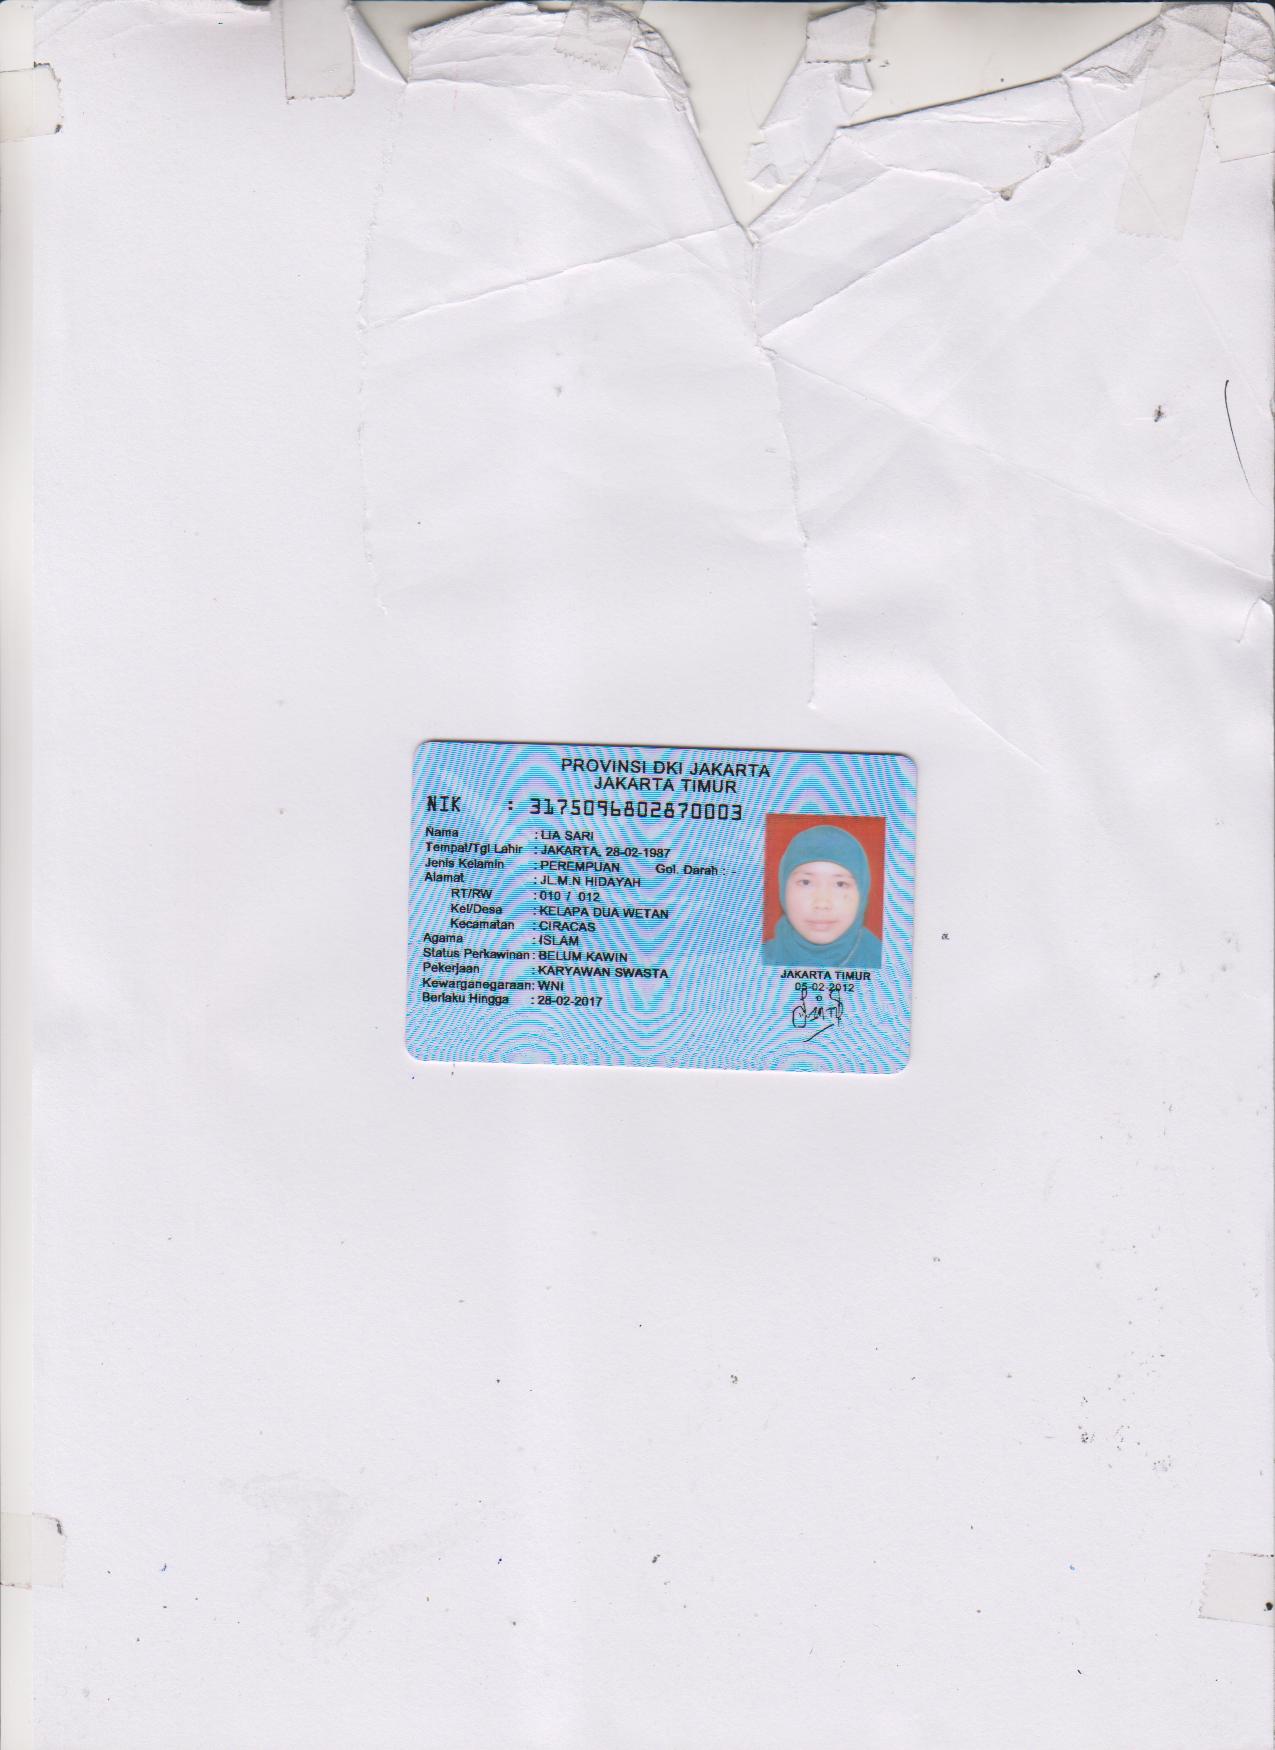 PROVINSI DKI JAKARTA
JAKARTA TIMUR
NIK : 3175096802870003
Nama : LIA SARI
Tempat/Tgl Lahir : JAKARTA, 28-02-1987
Jenis Kelamin : PEREMPUAN Gol. Darah : -
Alamat : JL.M.N HIDAYAH
RT/RW : 010 / 012
Kel/Desa : KELAPA DUA WETAN
Kecamatan : CIRACAS
Agama : ISLAM
Status Perkawinan : BELUM KAWIN
Pekerjaan : KARYAWAN SWASTA
Kewarganegaraan : WNI
Berlaku Hingga : 28-02-2017
JAKARTA TIMUR
05-02-2012